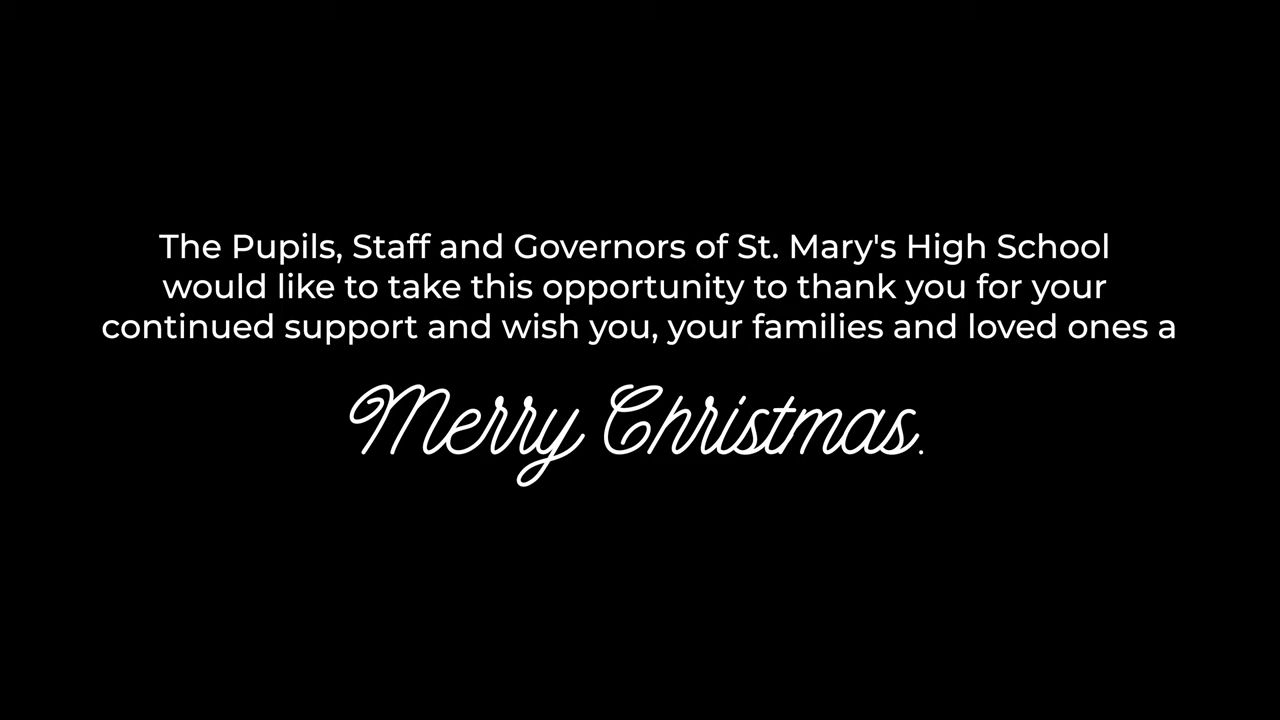 The Pupils, Staff and Governors of St. Mary's High School
would like to take this opportunity to thank you for your
continued support and wish you, your families and loved ones a
Merry Christmas.